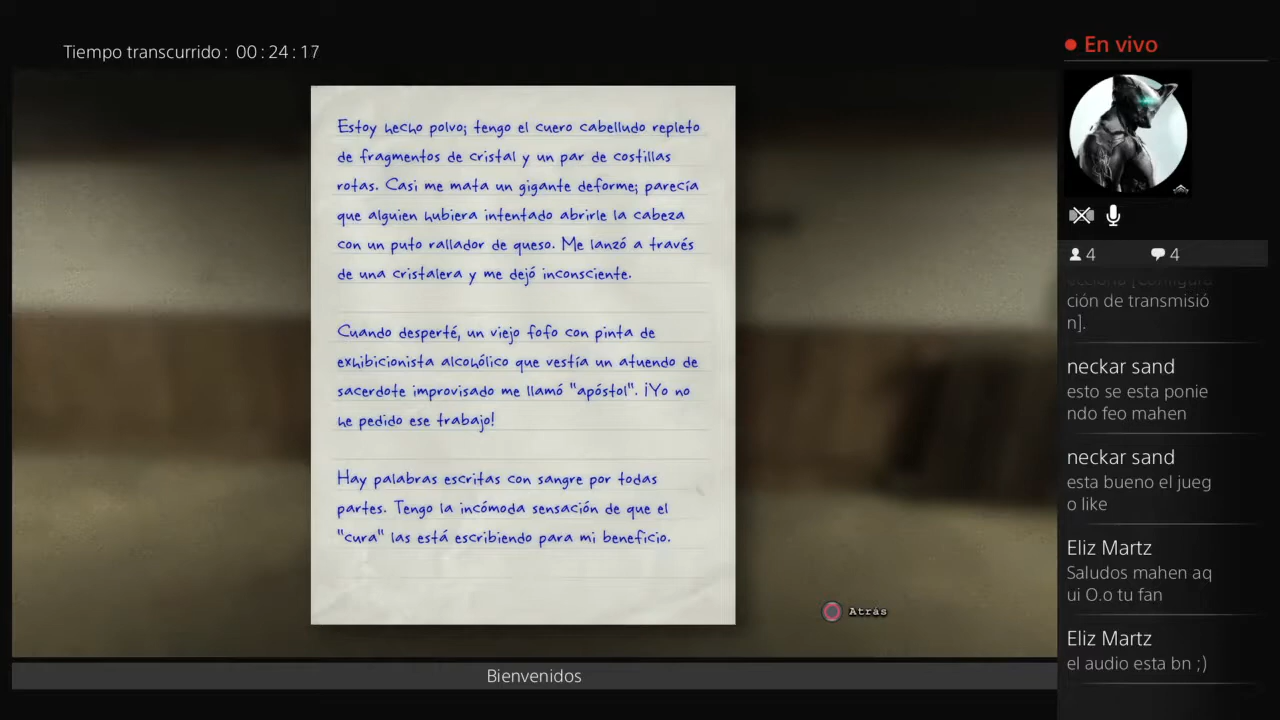 Tiempo transcurrido: 00:24:17
Estoy hecho polvo; tengo el cuero cabelludo repleto
de fragmentos de cristal y un par de costillas
rotas. Casi me mata un gigante deforme; parecía
que alguien hubiera intentado abrirle la cabeza
con un puto rallador de queso. Me lanzó a través
de una cristalera y me dejó inconsciente.
Cuando desperté, un viejo fofo con pinta de
exhibicionista alcohólico que vestía un atuendo de
sacerdote improvisado me llamó "apóstol". ¡Yo no
he pedido ese trabajo!
Hay palabras escritas con sangre por todas
partes. Tengo la incómoda sensación de que el
"cura" las está escribiendo para mi beneficio.
Atrás
Bienvenidos
En vivo
4 4
ción de transmisió
n].
neckar sand
esto se esta ponie
ndo feo mahen
neckar sand
esta bueno el jueg
o like
Eliz Martz
Saludos mahen aq
ui O.o tu fan
Eliz Martz
el audio esta bn ;)